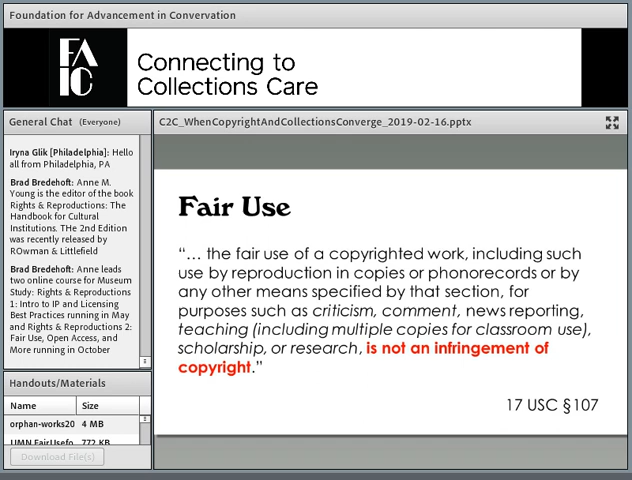 Foundation for Advancement in Convervation
FA
IC
Connecting to
Collections Care
General Chat (Everyone)
Iryna Glik [Philadelphia]: Hello
all from Philadelphia, PA
Brad Bredehoft: Anne M.
Young is the editor of the book
Rights & Reproductions: The
Handbook for Cultural
Institutions. THe 2nd Edition
was recently released by
ROwman & Littlefield
Brad Bredehoft: Anne leads
two online course for Museum
Study: Rights & Reproductions
1: Intro to IP and Licensing
Best Practices running in May
and Rights & Reproductions 2:
Fair Use, Open Access, and
More running in October
Handouts/Materials
Name Size
orphan-works20 4 MB
UMN FairUsefo 772 KB
Download File(s)
C2C_WhenCopyrightAndCollectionsConverge_2019-02-16.pptx
Fair Use
“... the fair use of a copyrighted work, including such
use by reproduction in copies or phonorecords or by
any other means specified by that section, for
purposes such as criticism, comment, news reporting,
teaching (including multiple copies for classroom use),
scholarship, or research, is not an infringement of
copyright.”
17 USC §107